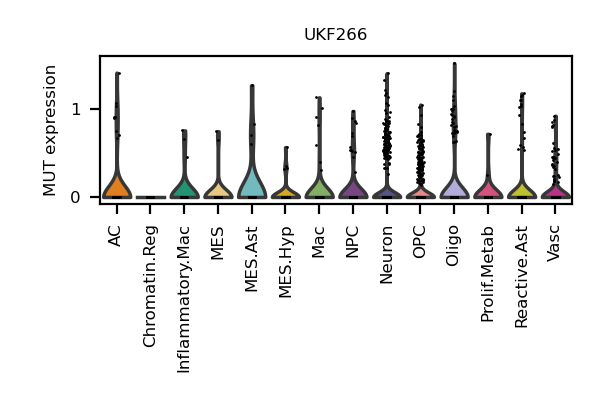 UKF266
MUT expression
1
0
AC
Chromatin.Reg
Inflammatory.Mac
MES
MES.Ast
MES.Hyp
Mac
NPC
Neuron
OPC
Oligo
Prolif.Metab
Reactive.Ast
Vasc